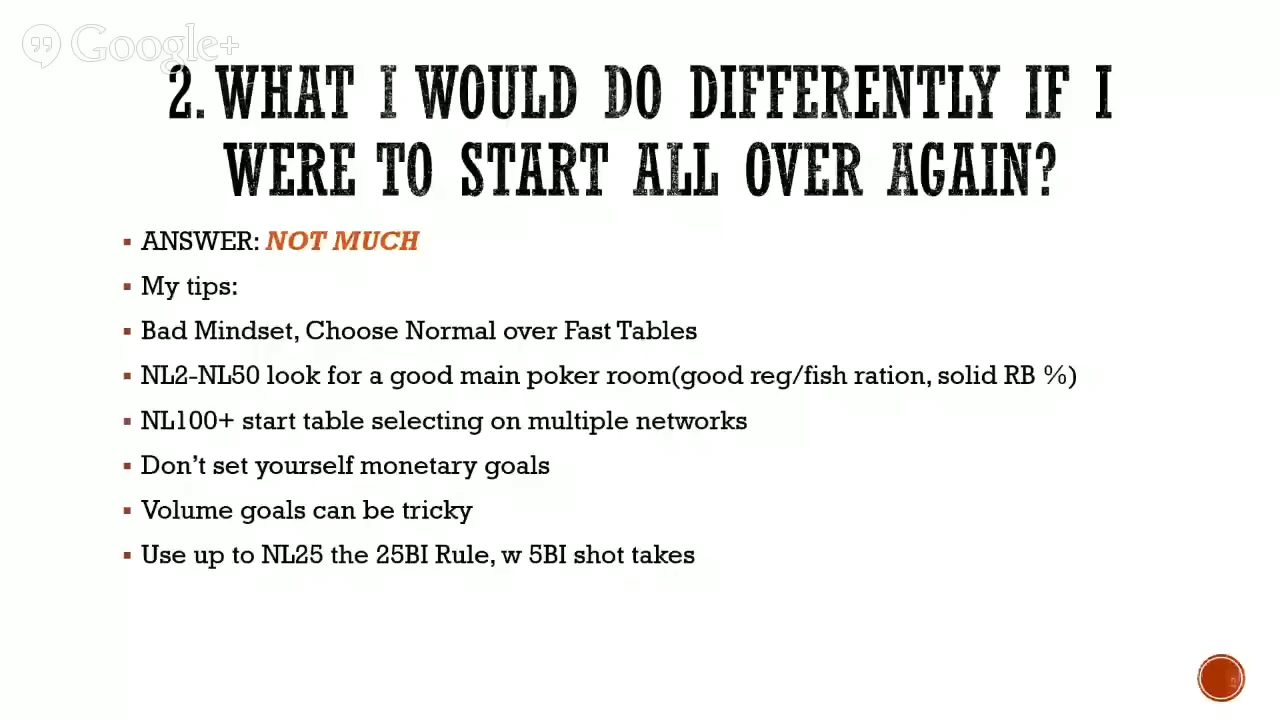 Google+
2. WHAT I WOULD DO DIFFERENTLY IF I
WERE TO START ALL OVER AGAIN?
ANSWER: NOT MUCH
My tips:
Bad Mindset, Choose Normal over Fast Tables
NL2-NL50 look for a good main poker room(good reg/fish ration, solid RB %)
NL100+ start table selecting on multiple networks
Don't set yourself monetary goals
Volume goals can be tricky
Use up to NL25 the 25BI Rule, w 5BI shot takes